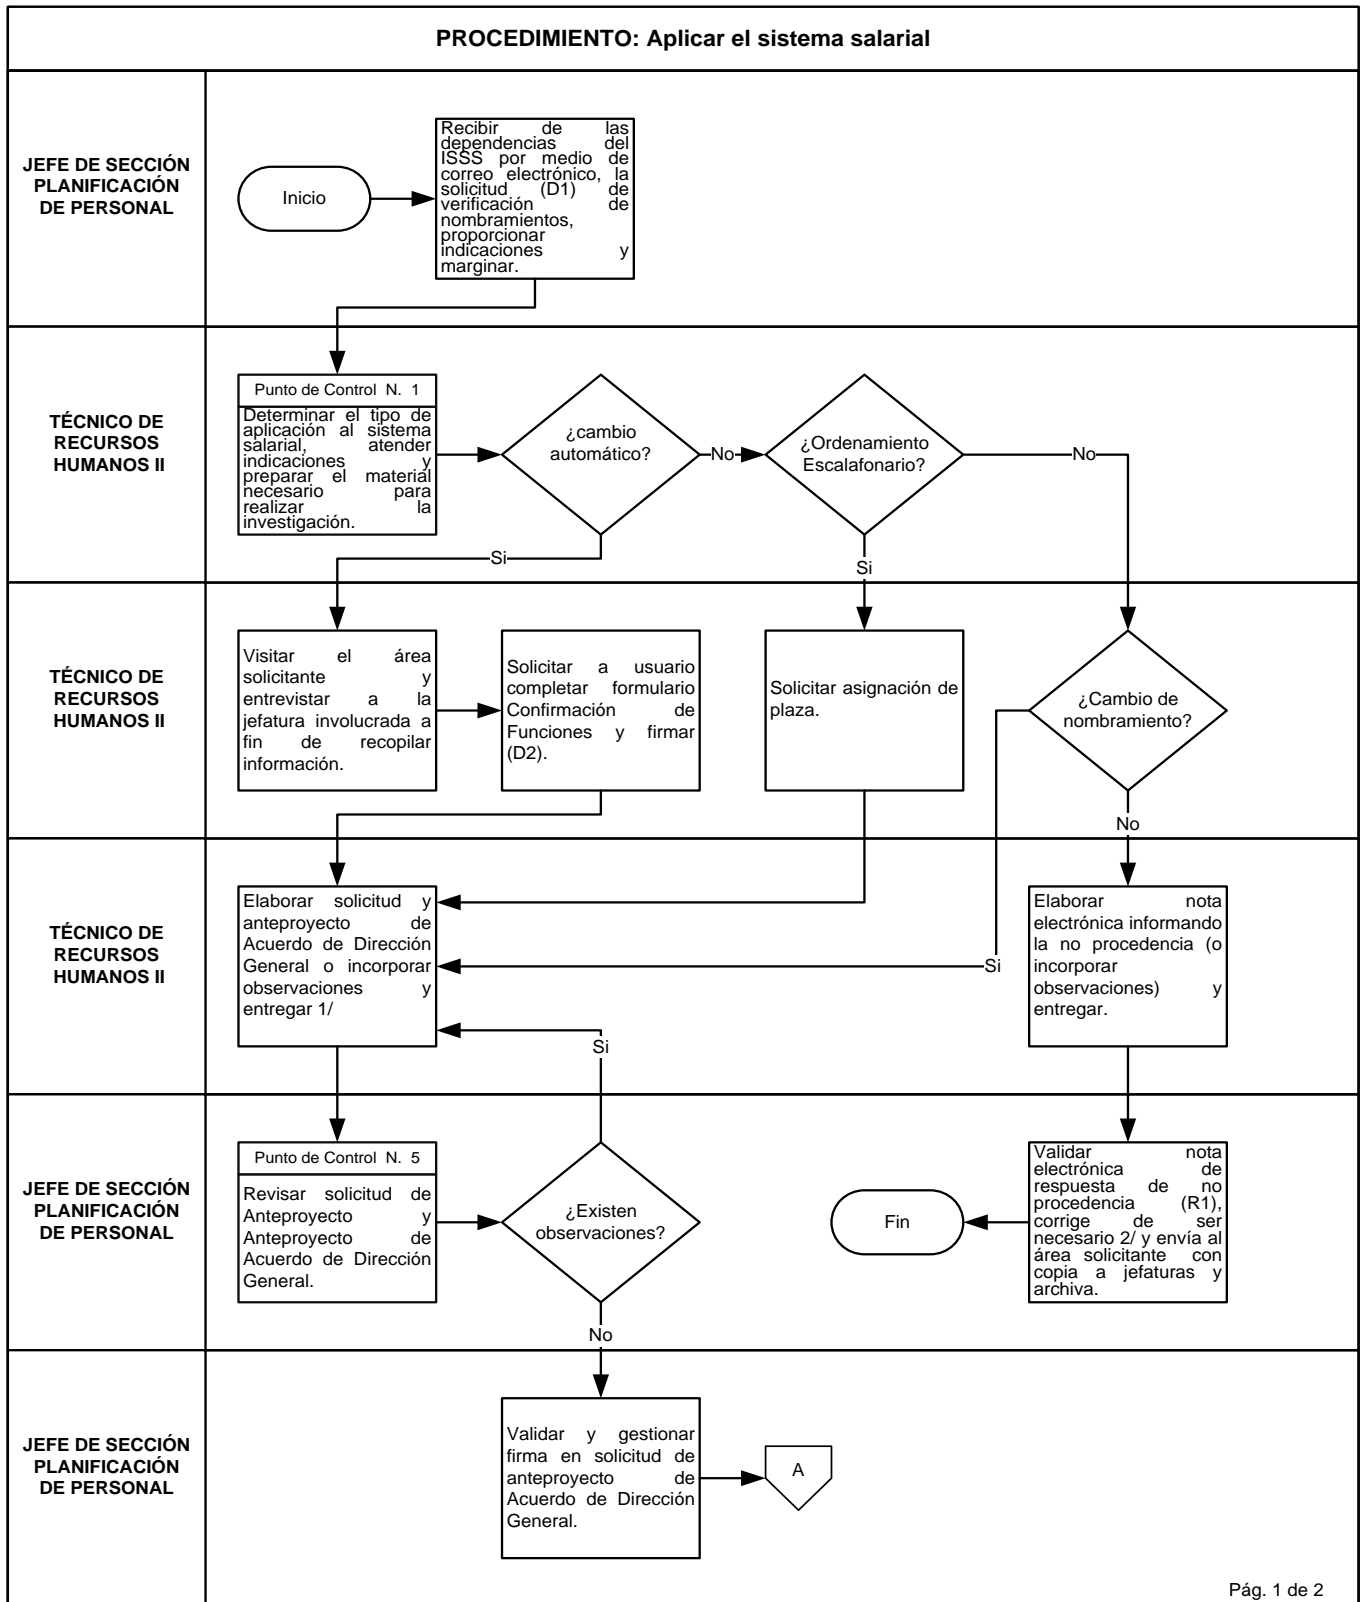 PROCEDIMIENTO: Aplicar el sistema salarial
JEFE DE SECCIÓN
PLANIFICACIÓN
DE PERSONAL
Inicio
Recibir de las
dependencias del
ISSS por medio de
correo electrónico, la
solicitud (D1) de
verificación de
nombramientos,
proporcionar
indicaciones y
marginar.
TÉCNICO DE
RECURSOS
HUMANOS II
Punto de Control N. 1
Determinar el tipo de
aplicación al sistema
salarial, atender
indicaciones y
preparar el material
necesario para
realizar la
investigación.
¿cambio
automático?
No
¿Ordenamiento
Escalafonario?
No
Si
Si
TÉCNICO DE
RECURSOS
HUMANOS II
Visitar el área
solicitante y
entrevistar a la
jefatura involucrada a
fin de recopilar
información.
Solicitar a usuario
completar formulario
Confirmación de
Funciones y firmar
(D2).
Solicitar asignación de
plaza.
¿Cambio de
nombramiento?
No
TÉCNICO DE
RECURSOS
HUMANOS II
Elaborar solicitud y
anteproyecto de
Acuerdo de Dirección
General o incorporar
observaciones y
entregar 1/
Si
Si
Elaborar nota
electrónica informando
la no procedencia (o
incorporar
observaciones) y
entregar.
JEFE DE SECCIÓN
PLANIFICACIÓN
DE PERSONAL
Punto de Control N. 5
Revisar solicitud de
Anteproyecto y
Anteproyecto de
Acuerdo de Dirección
General.
¿Existen
observaciones?
No
Fin
Validar nota
electrónica de
respuesta de no
procedencia (R1),
corrige de ser
necesario 2/ y envía al
área solicitante con
copia a jefaturas y
archiva.
JEFE DE SECCIÓN
PLANIFICACIÓN
DE PERSONAL
Validar y gestionar
firma en solicitud de
anteproyecto de
Acuerdo de Dirección
General.
A
Pág. 1 de 2